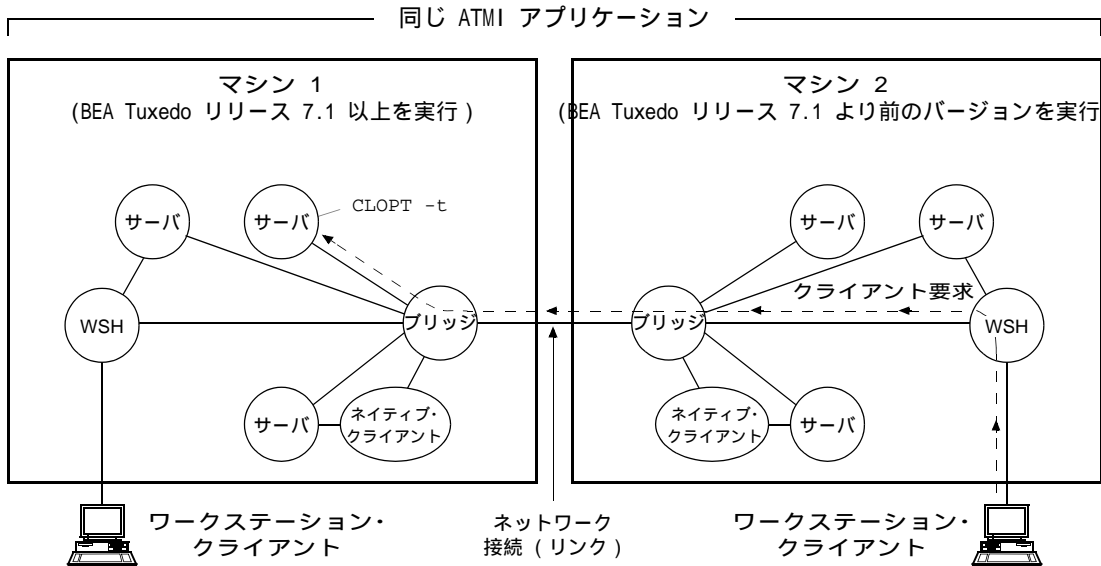 同じ ATMI アプリケーション
マシン 1
(BEA Tuxedo リリース 7.1 以上を実行 )
マシン 2
(BEA Tuxedo リリース 7.1 より前のバージョンを実行
サーバ
サーバ
CLOPT -t
サーバ
サーバ
クライアント要求
WSH
ブリッジ
ブリッジ
WSH
サーバ
ネイティブ・
クライアント
ネイティブ・
クライアント
サーバ
ワークステーション・
クライアント
ネットワーク
接続 ( リンク )
ワークステーション・
クライアント